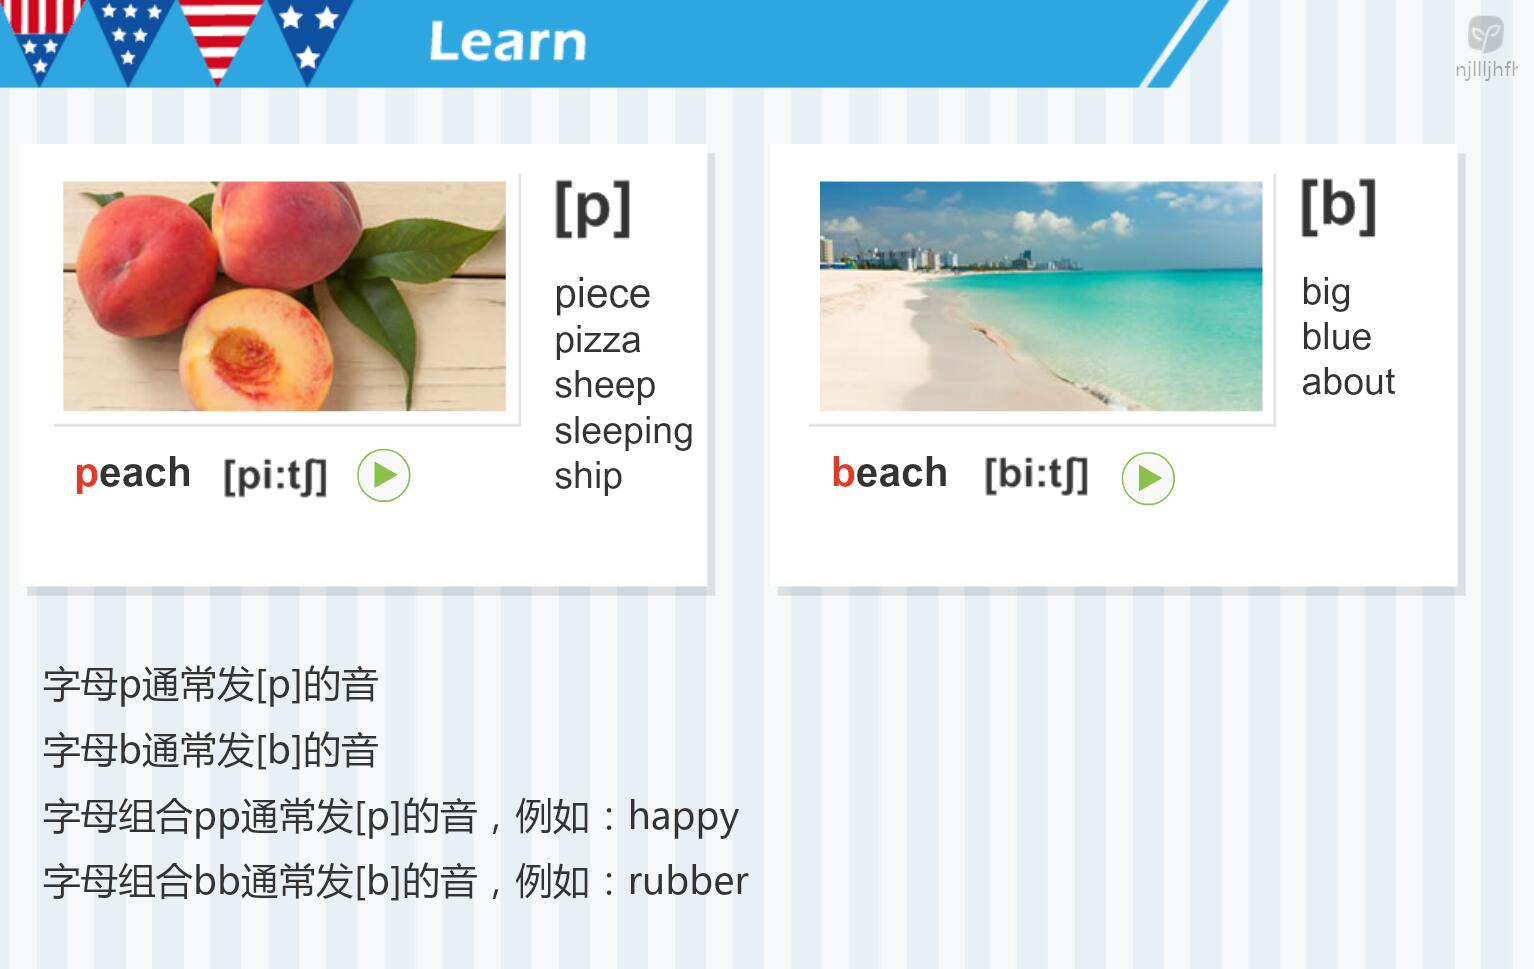 Learn
njllljhfh
[p]
piece
pizza
sheep
sleeping
ship
peach [pi:tʃ]
[b]
big
blue
about
beach [bi:tʃ]
字母p通常发[p]的音
字母b通常发[b]的音
字母组合pp通常发[p]的音，例如：happy
字母组合bb通常发[b]的音，例如：rubber